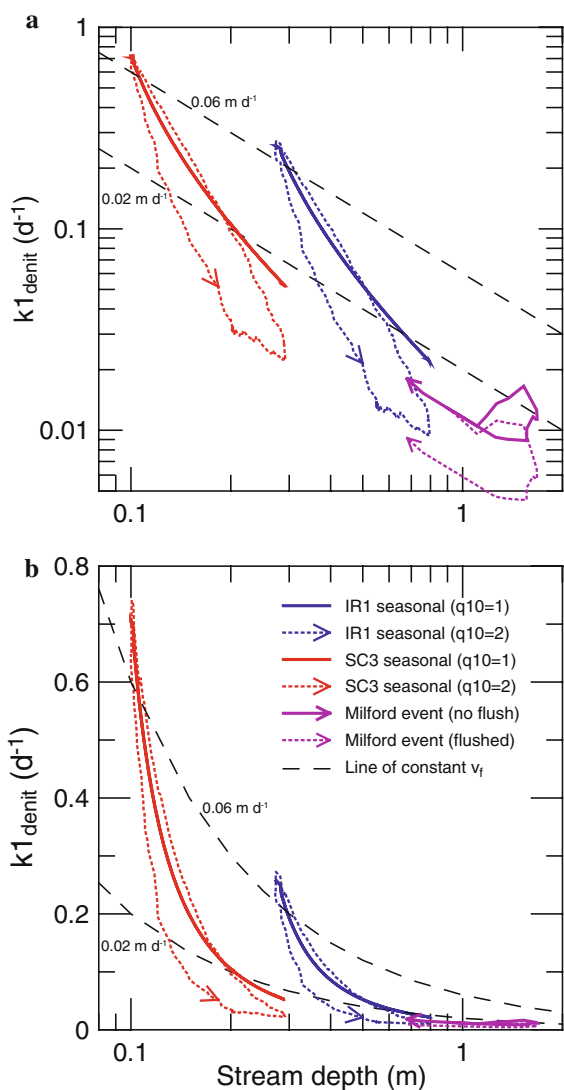 a
1
0.06 m d-1
0.1
0.02 m d-1
k1denit (d-1)
0.01
0.1
1
b
0.8
IR1 seasonal (q10=1)
IR1 seasonal (q10=2)
SC3 seasonal (q10=1)
0.6
SC3 seasonal (q10=2)
Milford event (no flush)
Milford event (flushed)
Line of constant vf
0.4
0.06 m d-1
k1denit (d-1)
0.2
0.02 m d-1
0
0.1
1
Stream depth (m)